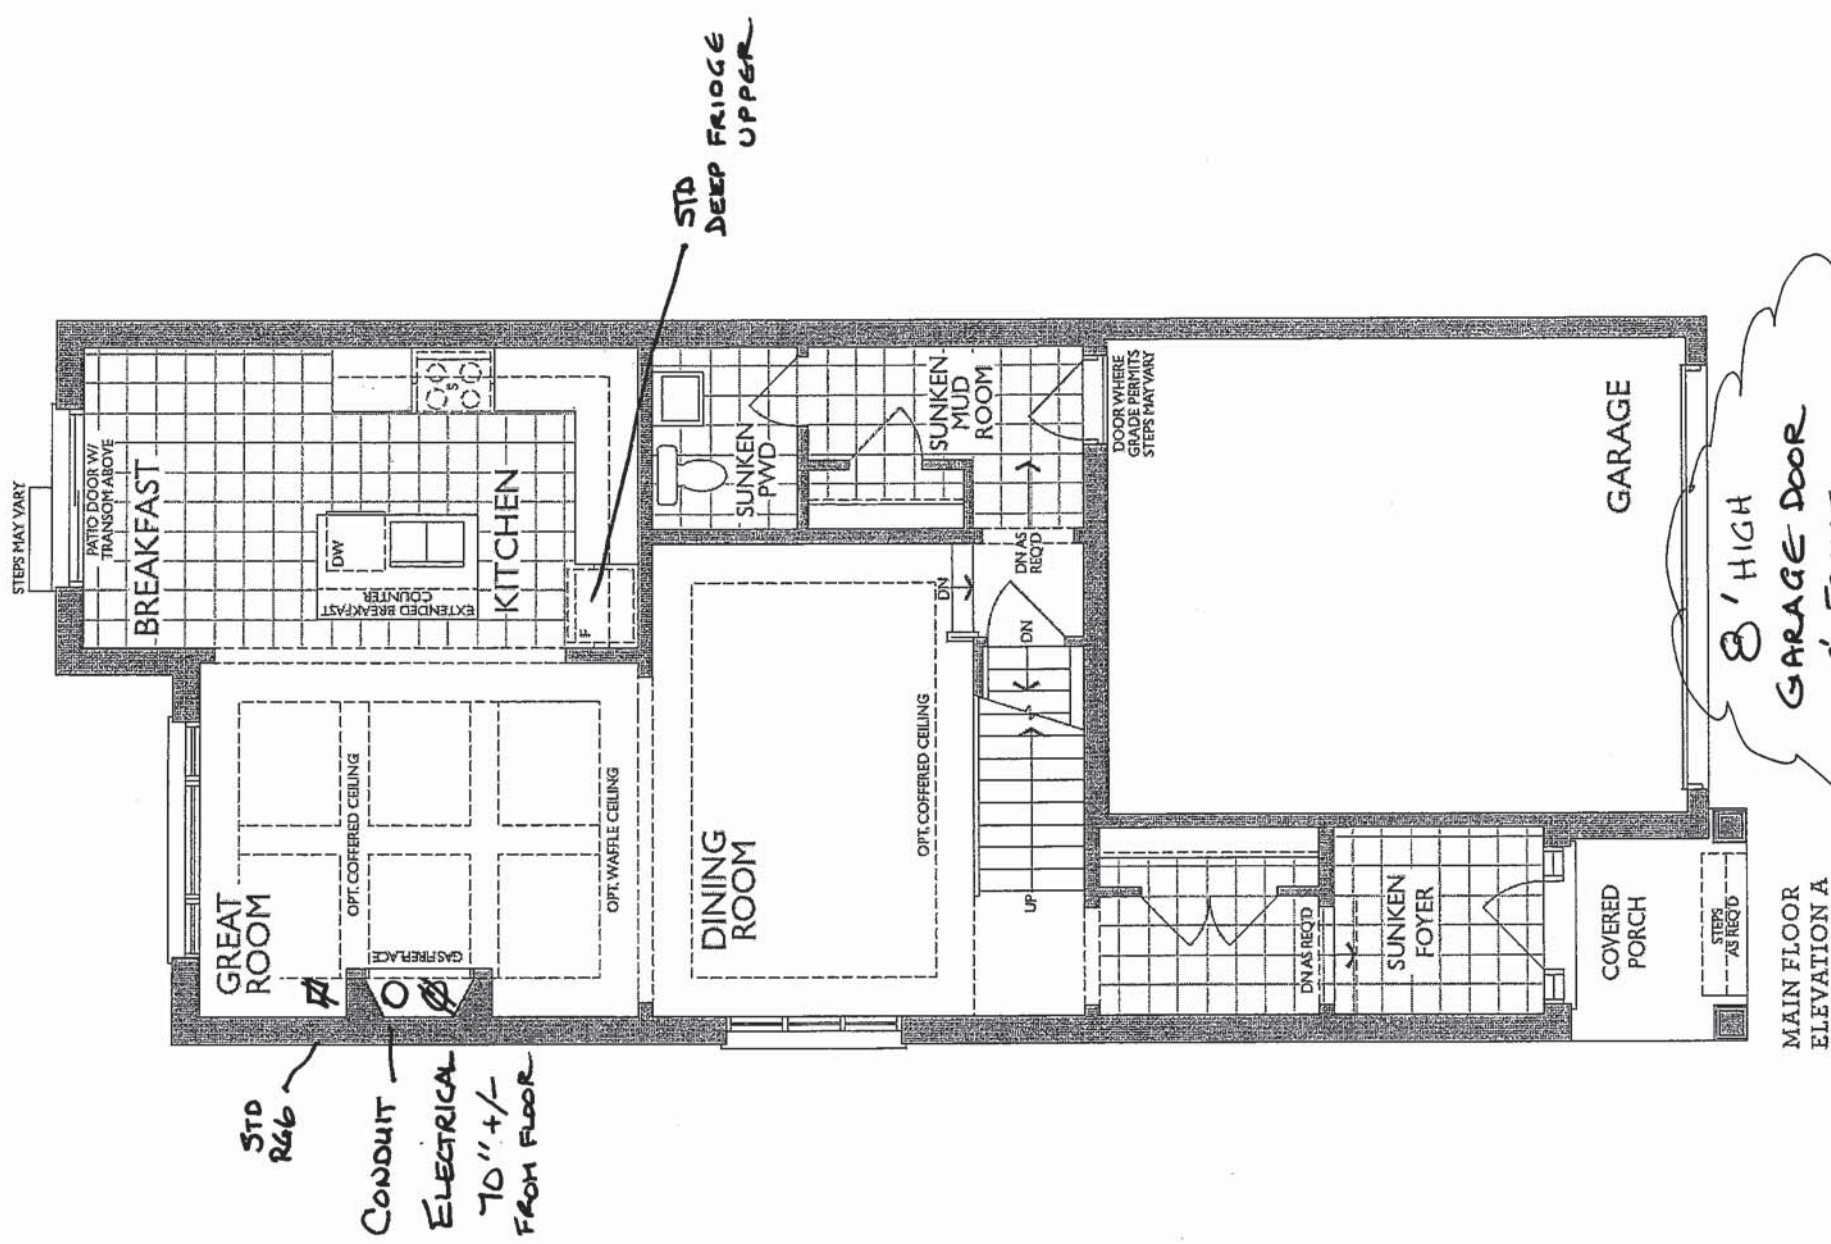 STEPS MAY VARY
PATIO DOOR W/
TRANSOM ABOVE
BREAKFAST
DW
EXTENDED BREAKFAST
COUNTER
KITCHEN
S
F
STD
DEEP FRIDGE
UPPER
GREAT
ROOM
OPT. COFFERED CEILING
GAS FIREPLACE
OPT. WAFFLE CEILING
STD
RG6
CONDUIT
ELECTRICAL
70" +/-
FROM FLOOR
SUNKEN
PWD
SUNKEN
MUD
ROOM
DINING
ROOM
OPT. COFFERED CEILING
DN
DN AS
REQ'D
DN
UP
DOOR WHERE
GRADE PERMITS
STEPS MAY VARY
GARAGE
DN AS REQ'D
SUNKEN
FOYER
COVERED
PORCH
STEPS
AS REQ'D
8' HIGH
GARAGE DOOR
MAIN FLOOR
ELEVATION A